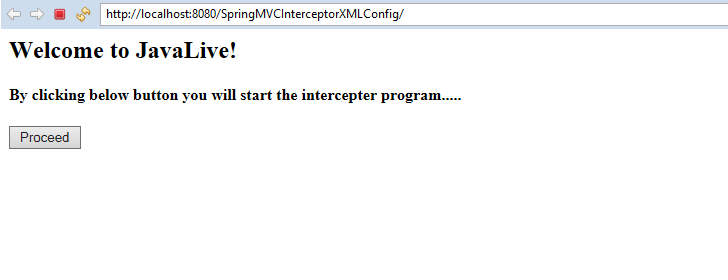 http://localhost:8080/SpringMVCInterceptorXMLConfig/
Welcome to JavaLive!
By clicking below button you will start the intercepter program.....
Proceed